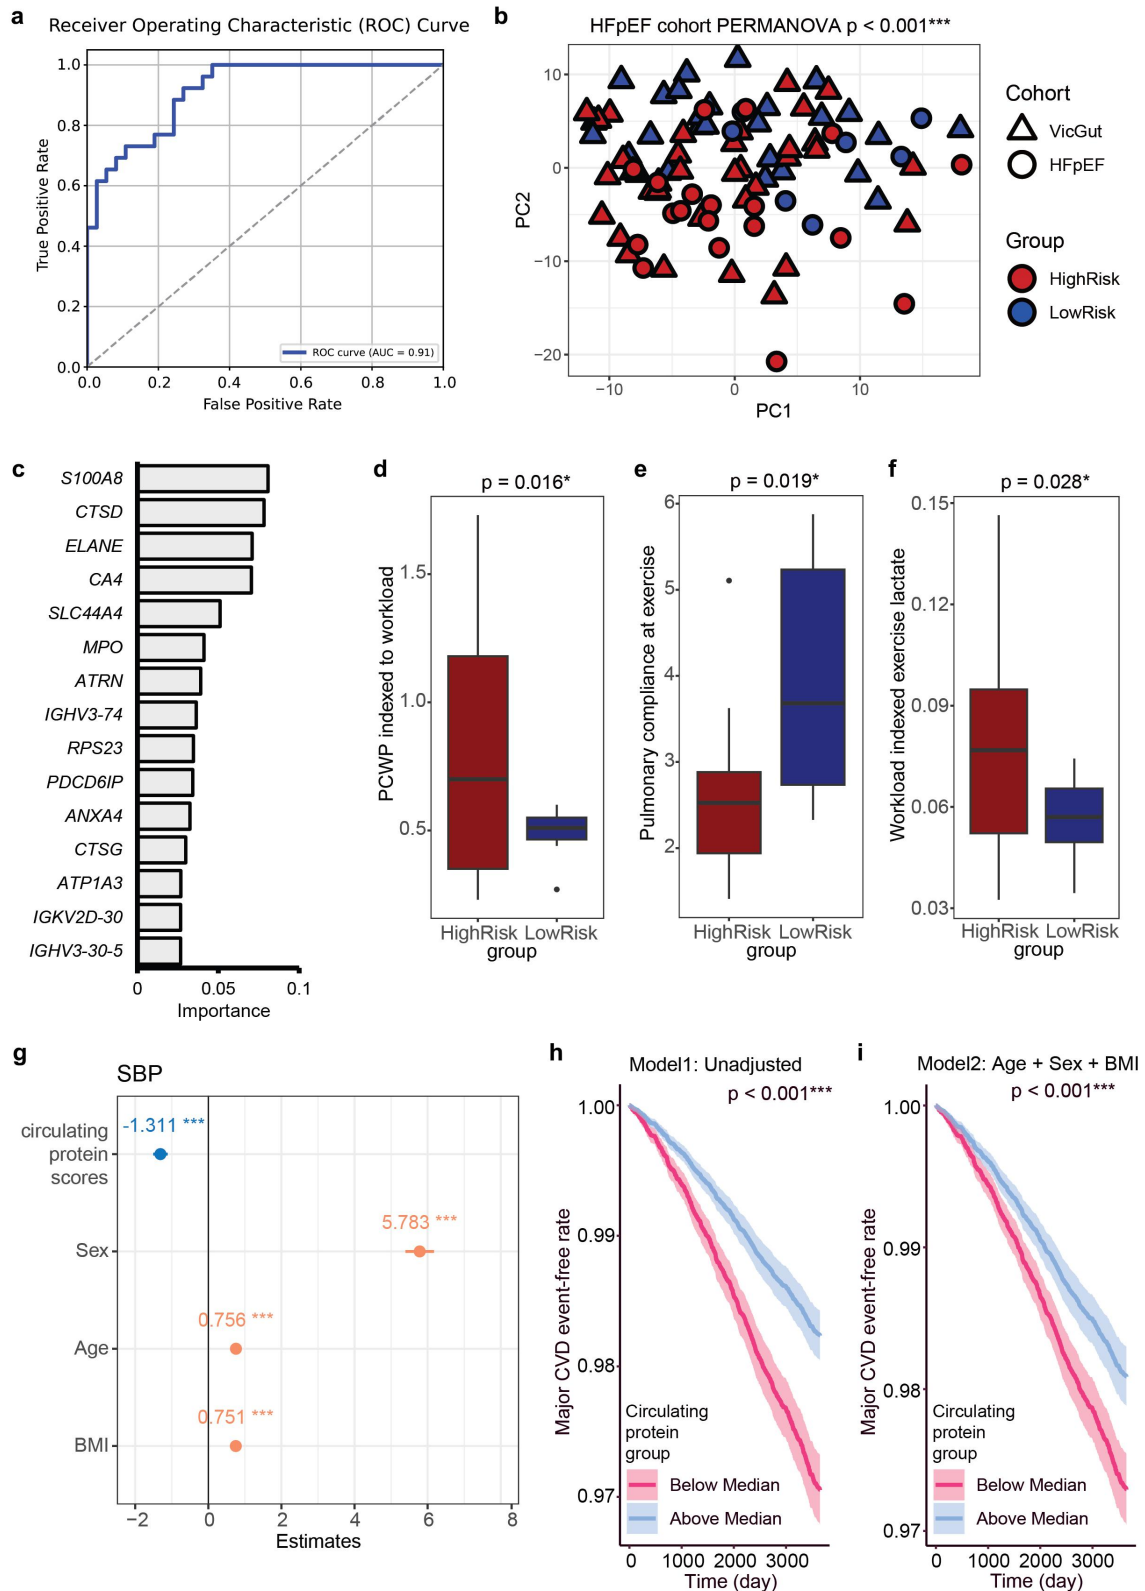 a
Receiver Operating Characteristic (ROC) Curve
True Positive Rate
1.0
0.8
0.6
0.4
0.2
0.0
0.0 0.2 0.4 0.6 0.8 1.0
False Positive Rate
ROC curve (AUC = 0.91)
b
HFpEF cohort PERMANOVA p < 0.001***
PC2
10
0
−10
−20
−10 0 10
PC1
Cohort
VicGut
HFpEF
Group
HighRisk
LowRisk
c
S100A8
CTSD
ELANE
CA4
SLC44A4
MPO
ATRN
IGHV3-74
RPS23
PDCD6IP
ANXA4
CTSG
ATP1A3
IGKV2D-30
IGHV3-30-5
0 0.05 0.1
Importance
d
p = 0.016*
PCWP indexed to workload
1.5
1.0
0.5
HighRisk LowRisk
group
e
p = 0.019*
Pulmonary compliance at exercise
6
5
4
3
2
HighRisk LowRisk
group
f
p = 0.028*
Workload indexed exercise lactate
0.15
0.12
0.09
0.06
0.03
HighRisk LowRisk
group
g
SBP
circulating
protein
scores
-1.311 ***
Sex
5.783 ***
Age
0.756 ***
BMI
0.751 ***
−2 0 2 4 6 8
Estimates
h
Model1: Unadjusted
p < 0.001***
Major CVD event-free rate
1.00
0.99
0.98
0.97
Circulating
protein
group
Below Median
Above Median
0 1000 2000 3000
Time (day)
i
Model2: Age + Sex + BMI
p < 0.001***
Major CVD event-free rate
1.00
0.99
0.98
0.97
Circulating
protein
group
Below Median
Above Median
0 1000 2000 3000
Time (day)